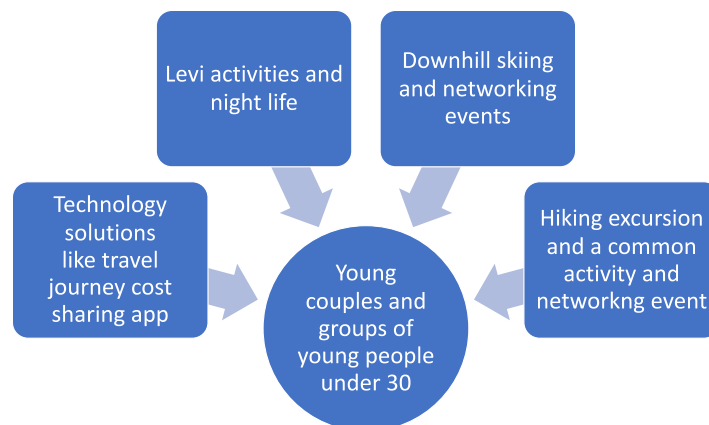 Levi activities and
night life
Downhill skiing
and networking
events
Technology
solutions
like travel
journey cost
sharing app
Hiking excursion
and a common
activity and
networkng event
Young
couples and
groups of
young people
under 30